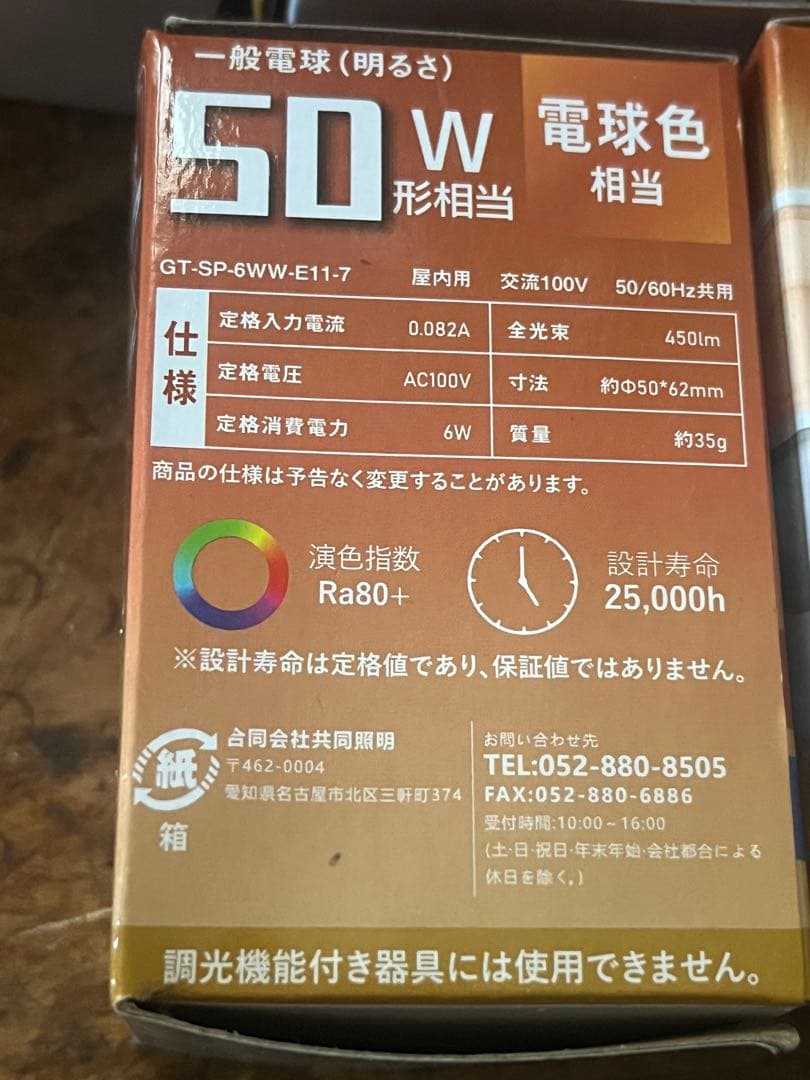 一般電球(明るさ)
50W
形相当
電球色
相当
GT-SP-6WW-E11-7 屋内用 交流100V 50/60Hz共用
仕様
定格入力電流 0.082A 全光束 450lm
定格電圧 AC100V 寸法 約Φ50*62mm
定格消費電力 6W 質量 約35g
商品の仕様は予告なく変更することがあります。
演色指数
Ra80+
設計寿命
25,000h
※設計寿命は定格値であり、保証値ではありません。
紙
箱
合同会社共同照明
〒462-0004
愛知県名古屋市北区三軒町374
お問い合わせ先
TEL:052-880-8505
FAX:052-880-6886
受付時間:10:00~16:00
(土·日·祝日·年末年始·会社都合による
休日を除く。)
調光機能付き器具には使用できません。